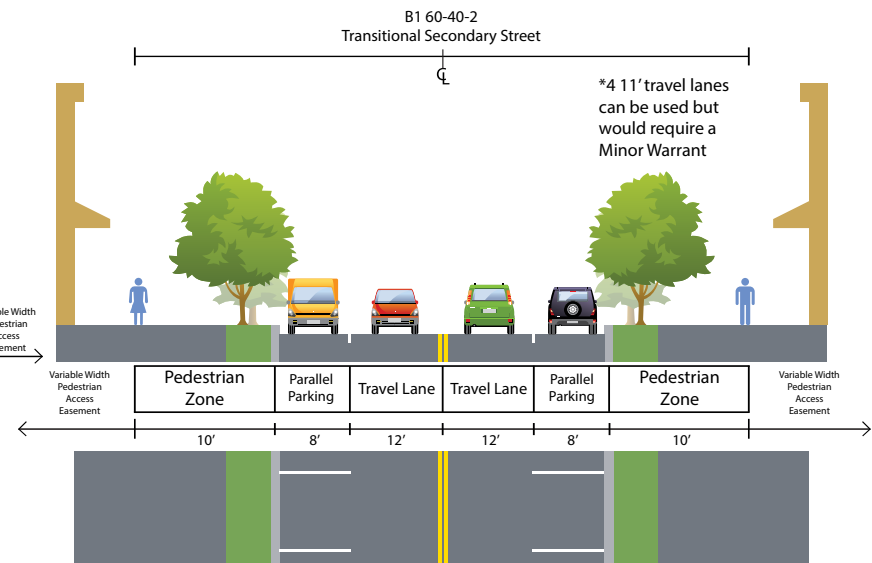 B1 60-40-2
Transitional Secondary Street
℄
*4 11’ travel lanes
can be used but
would require a
Minor Warrant
Width
Variable Width
Pedestrian
Access
Easement
Pedestrian
Zone
Parallel
Parking
Travel Lane
Travel Lane
Parallel
Parking
Pedestrian
Zone
Variable Width
Pedestrian
Access
Easement
10’
8’
12’
12’
8’
10’